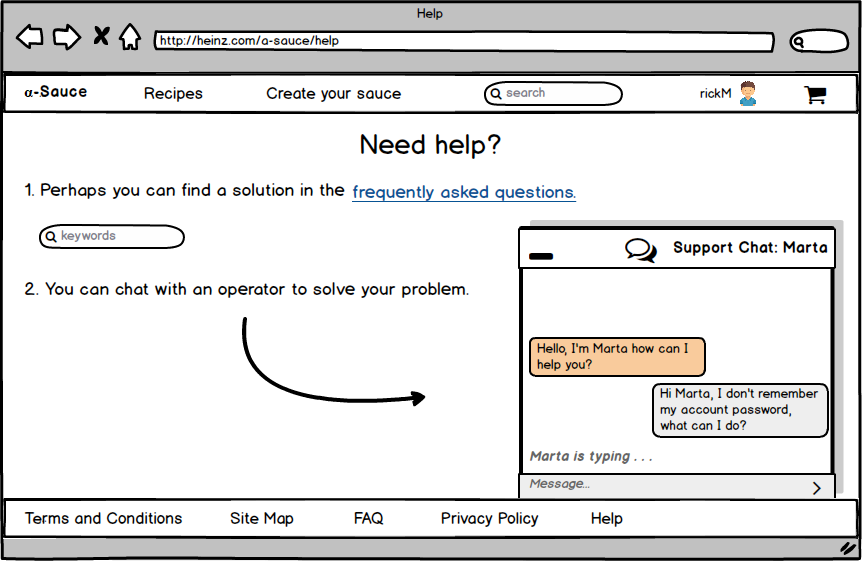 Help
http://heinz.com/a-sauce/help
α-Sauce Recipes Create your sauce search rickM
Need help?
1. Perhaps you can find a solution in the frequently asked questions.
keywords
Support Chat: Marta
2. You can chat with an operator to solve your problem.
Hello, I'm Marta how can I
help you?
Hi Marta, I don't remember
my account password,
what can I do?
Marta is typing . . .
Message...
Terms and Conditions Site Map FAQ Privacy Policy Help